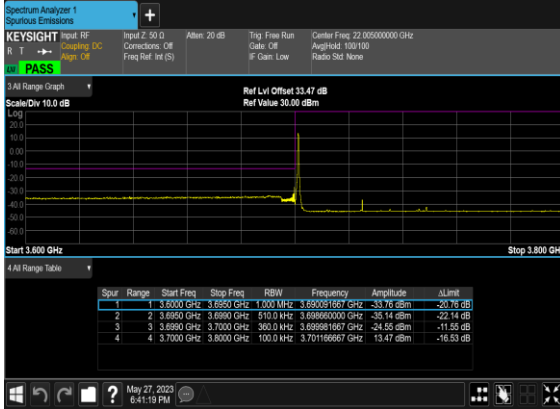 Spectrum Analyzer 1
Spurious Emissions
+
KEYSIGHT Input: RF Input Z: 50 Ω Atten: 20 dB Trig: Free Run Center Freq: 22.005000000 GHz
R T Coupling: DC Corrections: Off Gate: Off Avg|Hold: 100/100
Align: Off Freq Ref: Int (S) IF Gain: Low Radio Std: None
PASS
3 All Range Graph
Ref Lvl Offset 33.47 dB
Scale/Div 10.0 dB Ref Value 30.00 dBm
Log
20.0
10.0
0.00
-10.0
-20.0
-30.0
-40.0
-50.0
-60.0
Start 3.600 GHz Stop 3.800 GH
4 All Range Table
Spur Range Start Freq Stop Freq RBW Frequency Amplitude ΔLimit
1 1 3.6000 GHz 3.6950 GHz 1.000 MHz 3.690091667 GHz -33.76 dBm -20.76 dB
2 2 3.6950 GHz 3.6990 GHz 510.0 kHz 3.698660000 GHz -35.14 dBm -22.14 dB
3 3 3.6990 GHz 3.7000 GHz 360.0 kHz 3.699981667 GHz -24.55 dBm -11.55 dB
4 4 3.7000 GHz 3.8000 GHz 100.0 kHz 3.701166667 GHz 13.47 dBm -16.53 dB
? May 27, 2023
6:41:19 PM